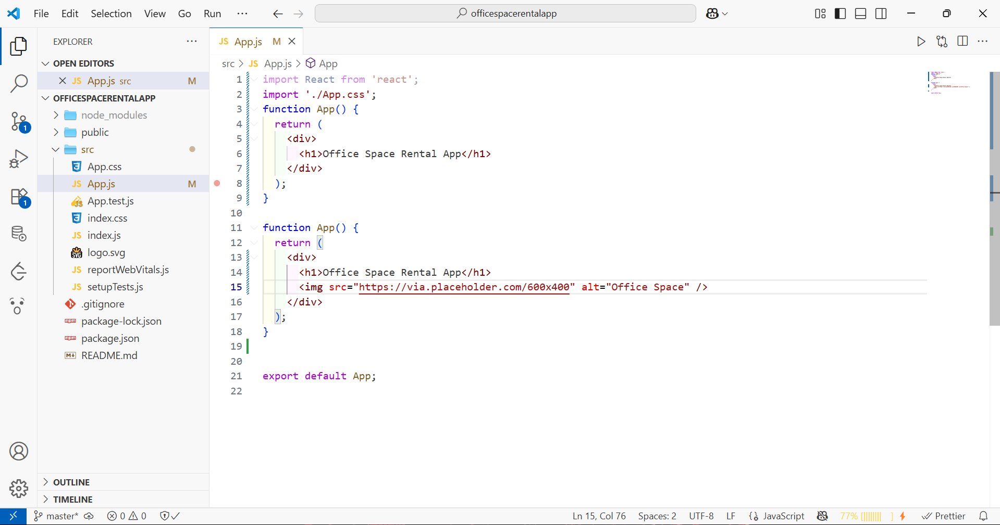 File Edit Selection View Go Run ··· officespacerentalapp
EXPLORER ···
OPEN EDITORS
JS App.js src M
OFFICESPACERENTALAPP
node_modules
public
src
App.css
JS App.js M
JS App.test.js
index.css
JS index.js
SVG logo.svg
JS reportWebVitals.js
JS setupTests.js
.gitignore
npm package-lock.json
npm package.json
M↓ README.md
OUTLINE
TIMELINE
1
1
JS App.js M
src > JS App.js > App
1 import React from 'react';
2 import './App.css';
3 function App() {
4 return (
5 <div>
6 <h1>Office Space Rental App</h1>
7 </div>
8 );
9 }
10
11 function App() {
12 return (
13 <div>
14 <h1>Office Space Rental App</h1>
15 <img src="https://via.placeholder.com/600x400" alt="Office Space" />
16 </div>
17 );
18 }
19
20
21 export default App;
22
master* 0 0 Ln 15, Col 76 Spaces: 2 UTF-8 LF JavaScript 77% [|||||||| ] Prettier